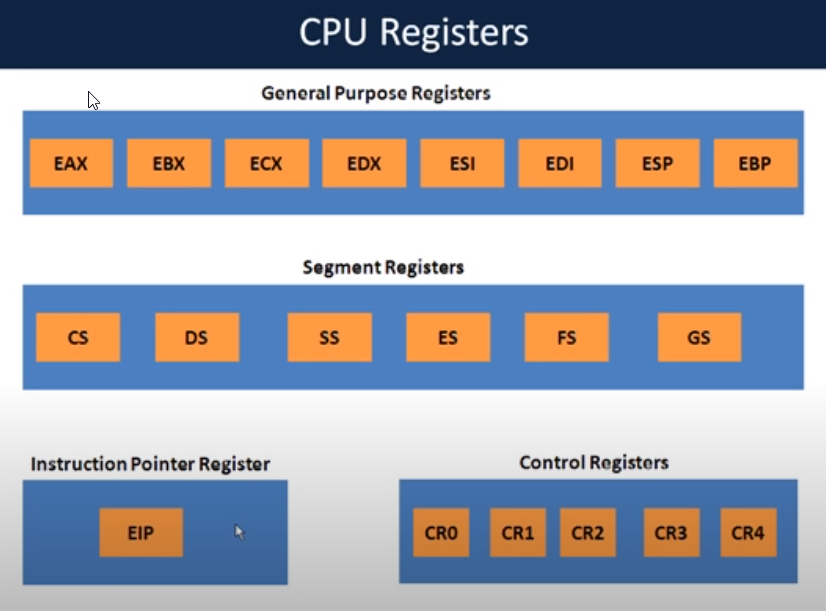 CPU Registers
General Purpose Registers
EAX EBX ECX EDX ESI EDI ESP EBP
Segment Registers
CS DS SS ES FS GS
Instruction Pointer Register
EIP
Control Registers
CR0 CR1 CR2 CR3 CR4